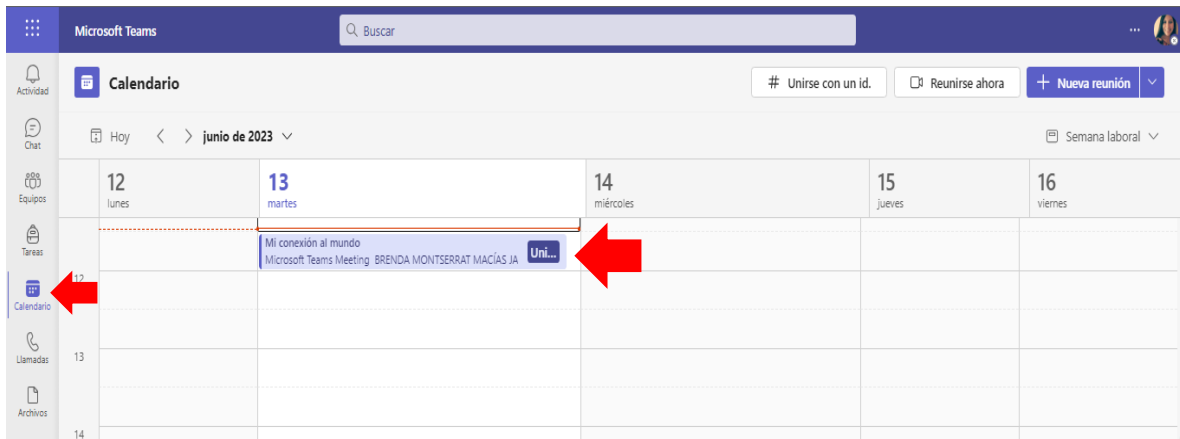 Microsoft Teams
Buscar
Actividad
Calendario
# Unirse con un id.
Reunirse ahora
+ Nueva reunión
Chat
Hoy
junio de 2023
Semana laboral
Equipos
12
lunes
13
martes
14
miércoles
15
jueves
16
viernes
Tareas
Mi conexión al mundo
Microsoft Teams Meeting BRENDA MONTSERRAT MACÍAS JA
Uni...
12
Calendario
Llamadas
13
Archivos
14